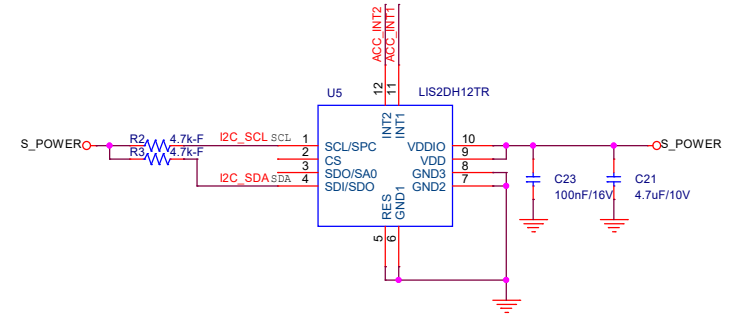 ACC_INT2
ACC_INT1
12
11
U5
LIS2DH12TR
INT2
INT1
S_POWER
R2
4.7k-F
R3
4.7k-F
I2C_SCL
SCL
1
SCL/SPC
2
CS
3
SDO/SA0
I2C_SDA
SDA
4
SDI/SDO
VDDIO
10
VDD
9
GND3
8
GND2
7
S_POWER
RES
GND1
5
6
C23
100nF/16V
C21
4.7uF/10V